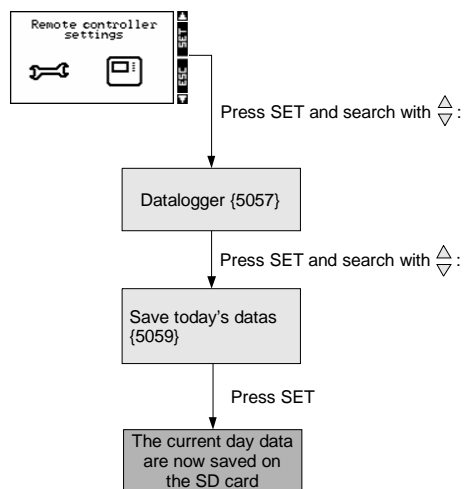 Remote controller
settings
SET
ESC
Press SET and search with △▽:
Datalogger {5057}
Press SET and search with △▽:
Save today's datas
{5059}
Press SET
The current day data
are now saved on
the SD card